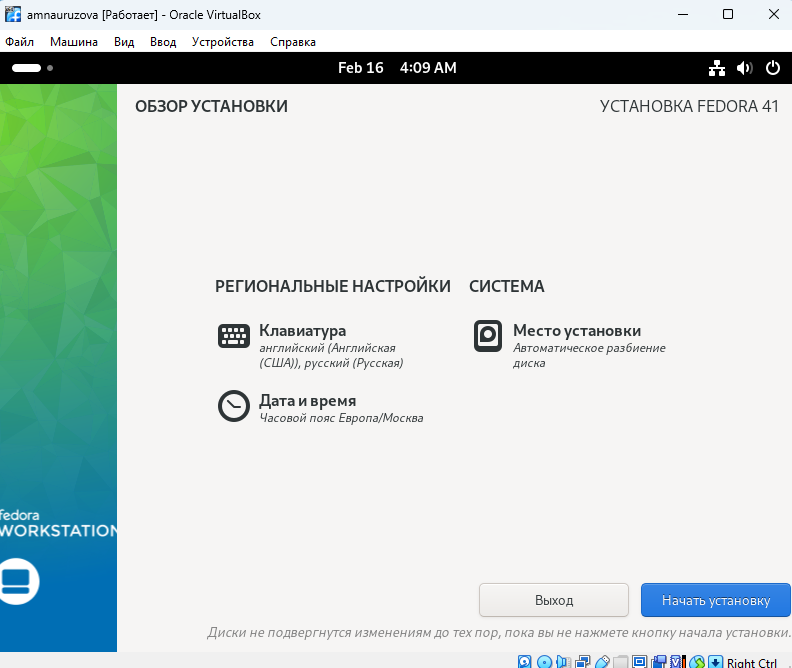 amnauruzova [Работает] - Oracle VirtualBox
Файл Машина Вид Ввод Устройства Справка
Feb 16 4:09 AM
ОБЗОР УСТАНОВКИ
УСТАНОВКА FEDORA 41
РЕГИОНАЛЬНЫЕ НАСТРОЙКИ
СИСТЕМА
Клавиатура
английский (Английская
(США)), русский (Русская)
Место установки
Автоматическое разбиение
диска
Дата и время
Часовой пояс Европа/Москва
fedora
WORKSTATION
Выход
Начать установку
Диски не подвергнутся изменениям до тех пор, пока вы не нажмете кнопку начала установки.
Right Ctrl